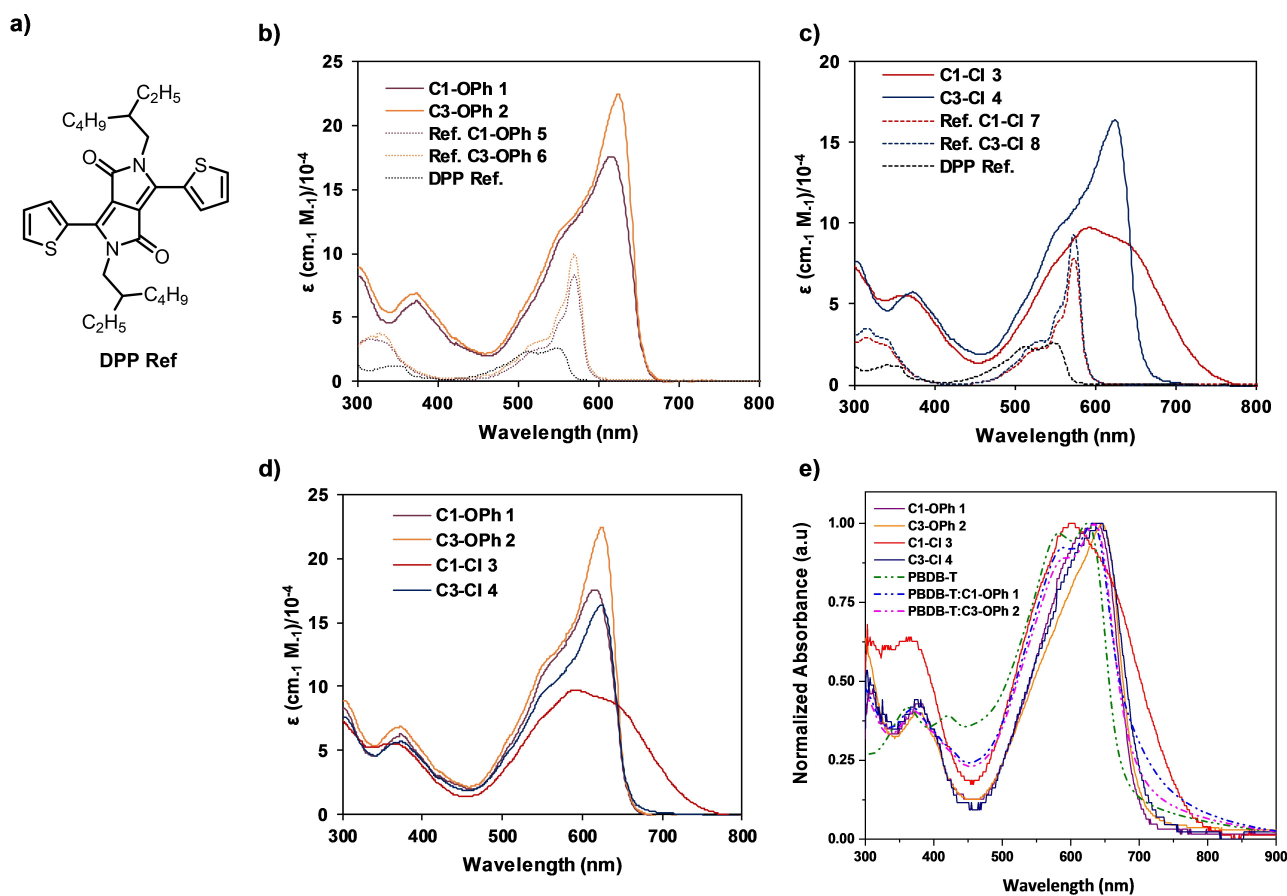 a)
C₂H₅
C₄H₉
O
N
S
S
N
O
C₄H₉
C₂H₅
DPP Ref
b)
25
20
15
10
5
0
300 400 500 600 700 800
ε (cm-1 M-1)/10-4
Wavelength (nm)
C1-OPh 1
C3-OPh 2
Ref. C1-OPh 5
Ref. C3-OPh 6
DPP Ref.
c)
20
15
10
5
0
300 400 500 600 700 800
ε (cm-1 M-1)/10-4
Wavelength (nm)
C1-Cl 3
C3-Cl 4
Ref. C1-Cl 7
Ref. C3-Cl 8
DPP Ref.
d)
25
20
15
10
5
0
300 400 500 600 700 800
ε (cm-1 M-1)/10-4
Wavelength (nm)
C1-OPh 1
C3-OPh 2
C1-Cl 3
C3-Cl 4
e)
1.00
0.75
0.50
0.25
0.00
300 400 500 600 700 800 900
Normalized Absorbance (a.u)
Wavelength (nm)
C1-OPh 1
C3-OPh 2
C1-Cl 3
C3-Cl 4
PBDB-T
PBDB-T:C1-OPh 1
PBDB-T:C3-OPh 2